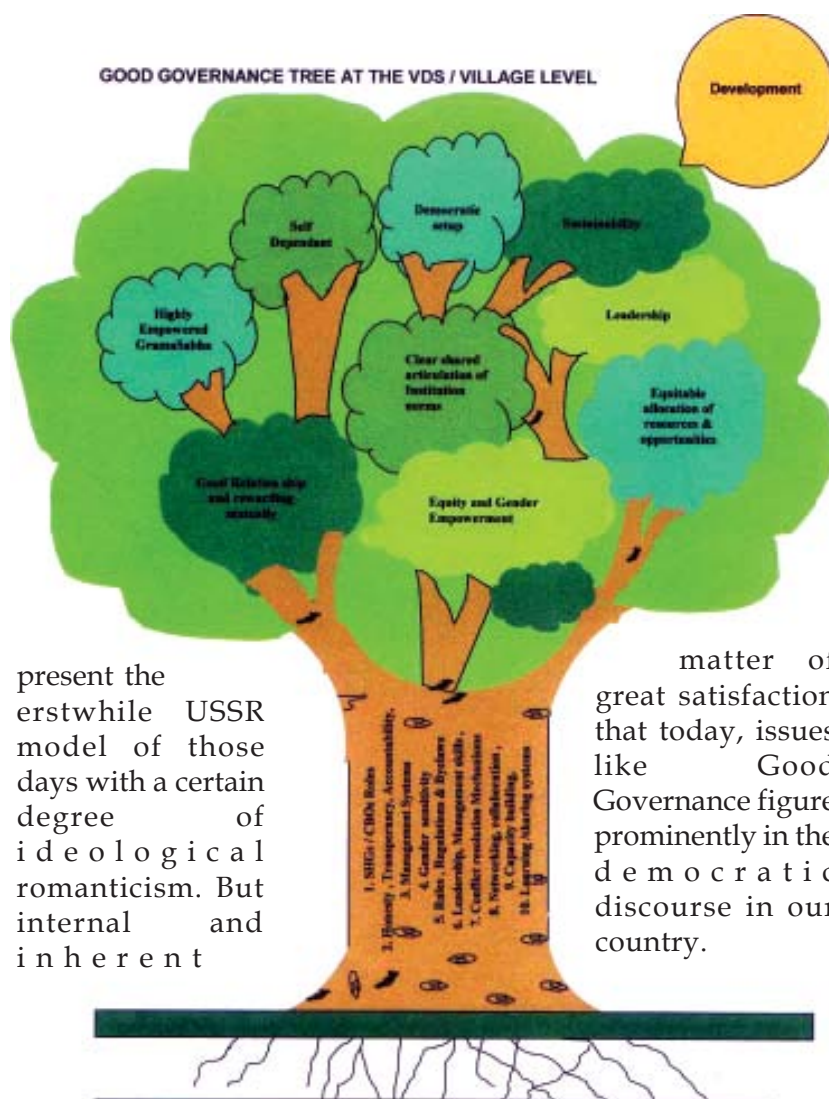 GOOD GOVERNANCE TREE AT THE VDS / VILLAGE LEVEL
Development
Self
Dependant
Democratic
setup
Sustainability
Highly
Empowered
GramaSabha
Leadership
Clear shared
articulation of
Institution
norms
Equitable
allocation of
resources &
opportunities
Good Relation ship
and rewarding
mutually
Equity and Gender
Empowerment
1. SHGs / CBOs Roles
2. Honesty , Transparency, Accountability,
3. Management Systems
4. Gender sensitivity
5. Rules , Regulation & Byelaws
6. Leadership, Management skills ,
7. Conflict resolution Mechanisms
8. Networking, collaboration ,
9. Capacity building,
10. Learning /sharing systems
present the
erstwhile USSR
model of those
days with a certain
degree of
ideological
romanticism. But
internal and
inherent
matter of
great satisfaction
that today, issues
like Good
Governance figure
prominently in the
democratic
discourse in our
country.